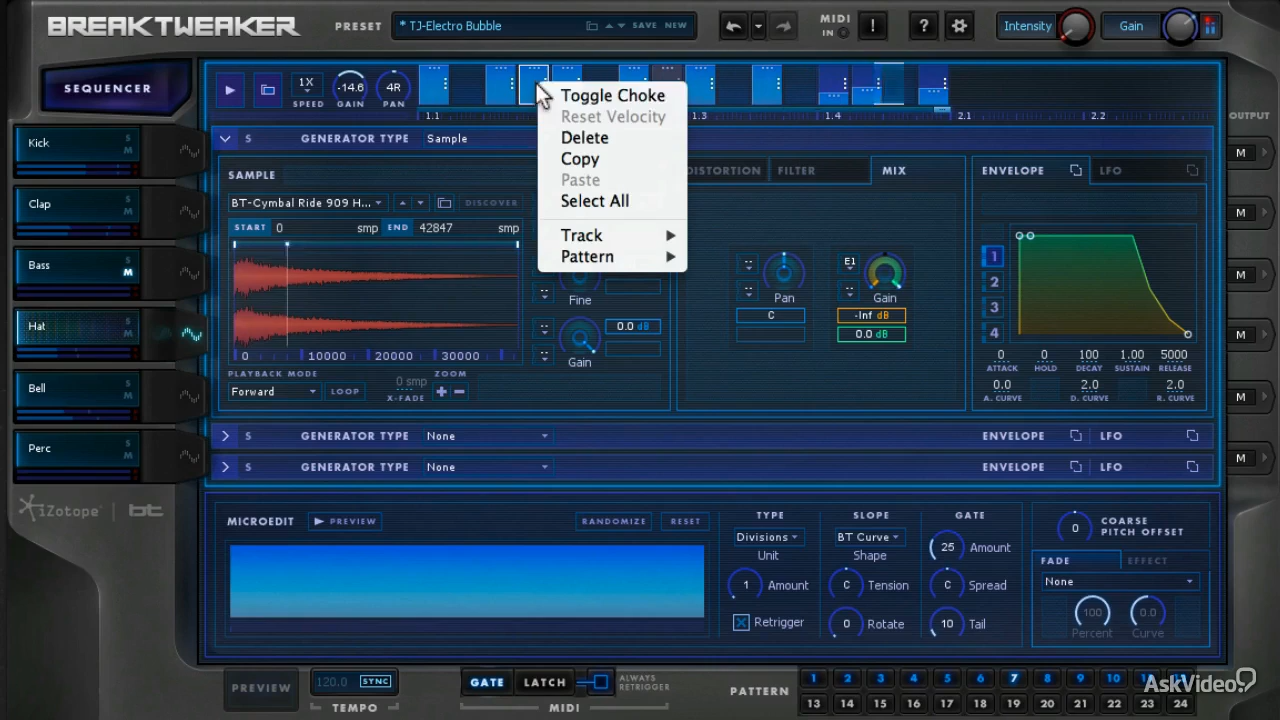 BREAKTWEAKER PRESET * TJ-Electro Bubble SAVE NEW MIDI IN ! ? Intensity Gain
SEQUENCER
1X SPEED -14.6 GAIN 4R PAN
1.1 1.3 1.4 2.1 2.2
OUTPUT
Toggle Choke
Reset Velocity
Delete
Copy
Paste
Select All
Track
Pattern
Kick S M
Clap S M
Bass S M
Hat S M
Bell S M
Perc S M
M
M
M
M
M
M
S GENERATOR TYPE Sample
SAMPLE
BT-Cymbal Ride 909 H... DISCOVER
START 0 smp END 42847 smp
0 10000 20000 30000
PLAYBACK MODE ZOOM
Forward LOOP 0 smp X-FADE
Fine
0.0 dB
Gain
DISTORTION FILTER MIX
Pan E1 Gain
C -Inf dB
0.0 dB
ENVELOPE LFO
1
2
3
4
0 0 100 1.00 5000
ATTACK HOLD DECAY SUSTAIN RELEASE
0.0 2.0 2.0
A. CURVE D. CURVE R. CURVE
S GENERATOR TYPE None ENVELOPE LFO
S GENERATOR TYPE None ENVELOPE LFO
iZotope | bt
MICROEDIT PREVIEW RANDOMIZE RESET
TYPE SLOPE GATE
Divisions BT Curve 25 Amount
Unit Shape
1 Amount C Tension C Spread
Retrigger 0 Rotate 10 Tail
0 COARSE PITCH OFFSET
FADE EFFECT
None
100 0.0
Percent Curve
PREVIEW 120.0 SYNC TEMPO
GATE LATCH ALWAYS RETRIGGER
MIDI
PATTERN
1 2 3 4 5 6 7 8 9 10
13 14 15 16 17 18 19 20 21 22 23 24
AskVideo